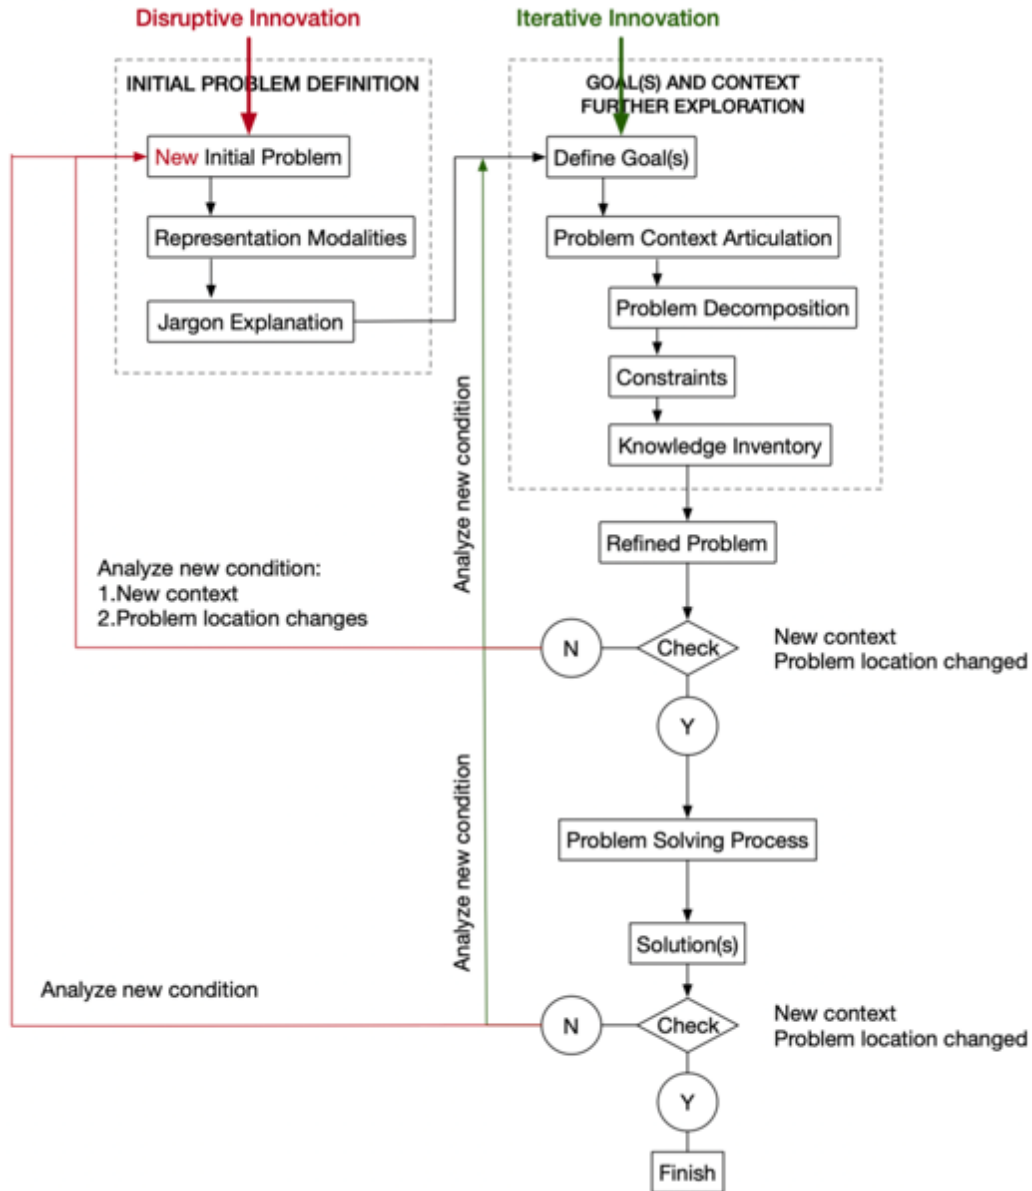 Disruptive Innovation
Iterative Innovation
INITIAL PROBLEM DEFINITION
GOAL(S) AND CONTEXT
FURTHER EXPLORATION
New Initial Problem
Define Goal(s)
Representation Modalities
Problem Context Articulation
Jargon Explanation
Problem Decomposition
Constraints
Knowledge Inventory
Analyze new condition
Refined Problem
Analyze new condition:
1.New context
2.Problem location changes
N
Check
New context
Problem location changed
Y
Analyze new condition
Problem Solving Process
Solution(s)
Analyze new condition
N
Check
New context
Problem location changed
Y
Finish